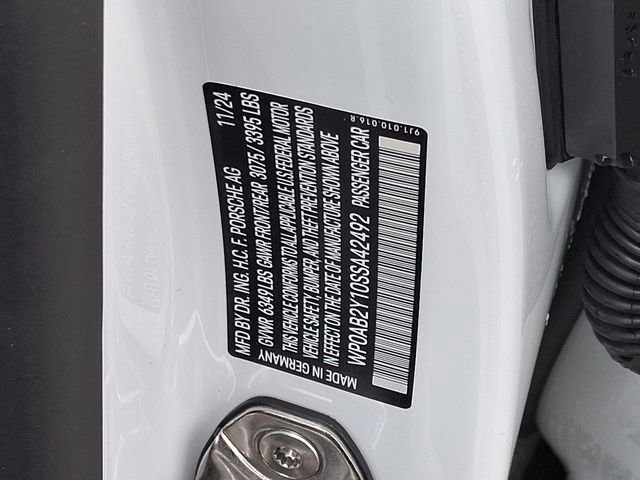 MFD BY DR. ING. H.C. F. PORSCHE AG 11/24
GVWR 6349 LBS GAWR FRONT/REAR 3075 / 3395 LBS
THIS VEHICLE CONFORMS TO ALL APPLICABLE US FEDERAL MOTOR
VEHICLE SAFETY, BUMPER, AND THEFT PREVENTION STANDARDS
IN EFFECT ON THE DATE OF MANUFACTURE SHOWN ABOVE
MADE IN GERMANY
WP0AB2Y10SSA42492 PASSENGER CAR
9J1.010.016.R